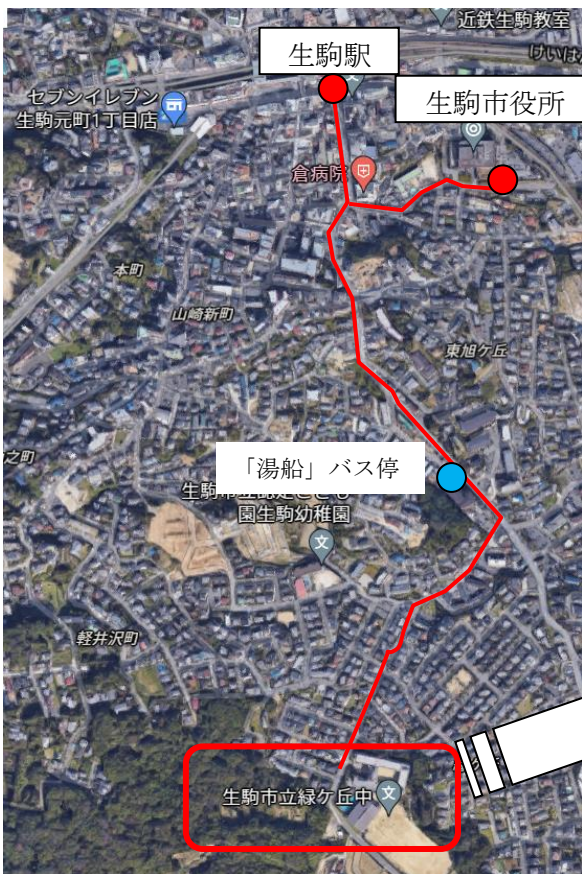 近鉄生駒教室
けいは
生駒駅
セブンイレブン
生駒元町1丁目店
生駒市役所
倉病院
本町
山崎新町
東旭ケ丘
之町
「湯船」バス停
園生駒幼稚園
軽井沢町
生駒市立緑ケ丘中